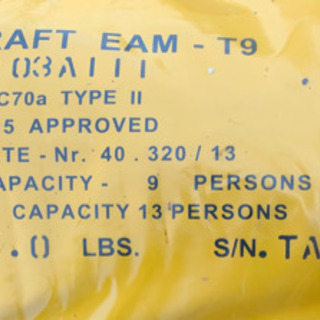 RAFT EAM - T9
03A111
C70a TYPE II
5 APPROVED
TE - Nr. 40 . 320 / 13
APACITY - 9 PERSONS
CAPACITY 13 PERSONS
.0 LBS. S/N. TA